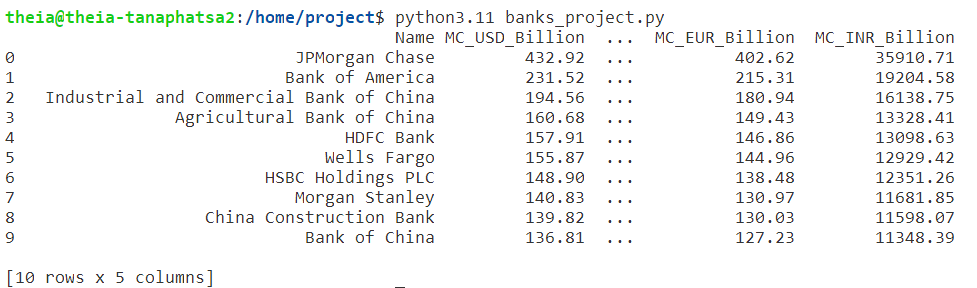 theia@theia-tanaphatsa2:/home/project$ python3.11 banks_project.py
Name MC_USD_Billion ... MC_EUR_Billion MC_INR_Billion
0 JPMorgan Chase 432.92 ... 402.62 35910.71
1 Bank of America 231.52 ... 215.31 19204.58
2 Industrial and Commercial Bank of China 194.56 ... 180.94 16138.75
3 Agricultural Bank of China 160.68 ... 149.43 13328.41
4 HDFC Bank 157.91 ... 146.86 13098.63
5 Wells Fargo 155.87 ... 144.96 12929.42
6 HSBC Holdings PLC 148.90 ... 138.48 12351.26
7 Morgan Stanley 140.83 ... 130.97 11681.85
8 China Construction Bank 139.82 ... 130.03 11598.07
9 Bank of China 136.81 ... 127.23 11348.39
[10 rows x 5 columns]